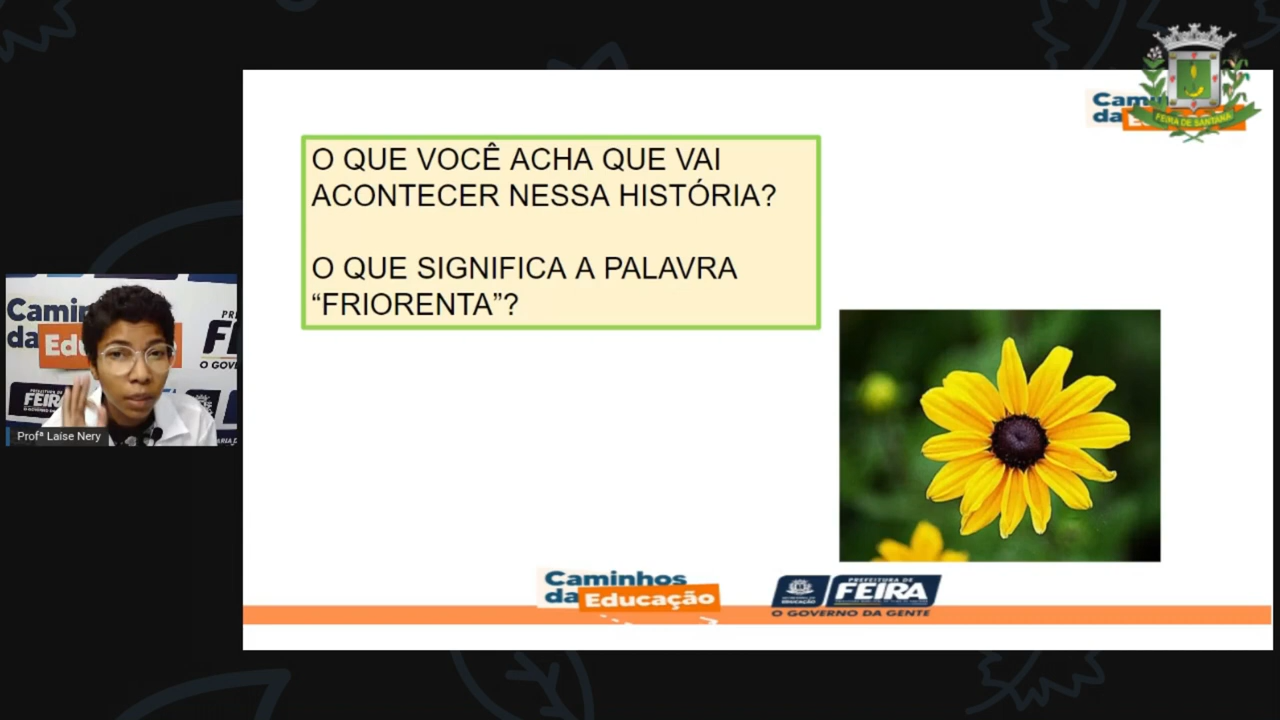 FEIRA DE SANTANA
O QUE VOCÊ ACHA QUE VAI
ACONTECER NESSA HISTÓRIA?
O QUE SIGNIFICA A PALAVRA
“FRIORENTA”?
Profª Laíse Nery
Caminhos
da Educação
PREFEITURA DE
FEIRA
O GOVERNO DA GENTE